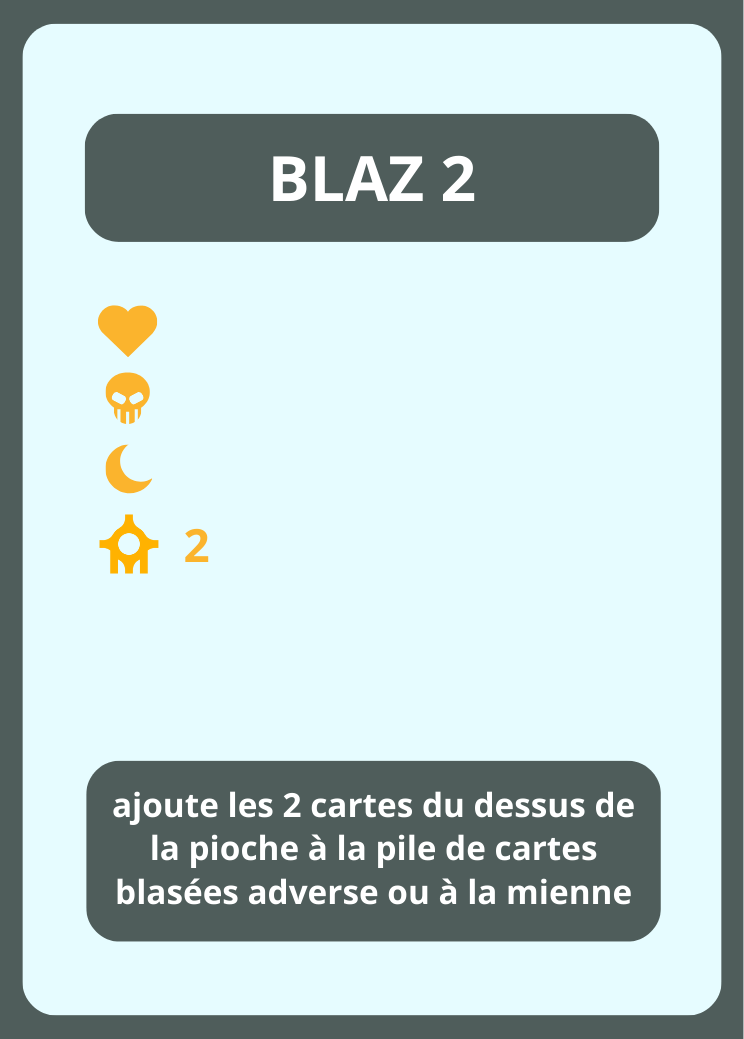 BLAZ 2
2
ajoute les 2 cartes du dessus de
la pioche à la pile de cartes
blasées adverse ou à la mienne